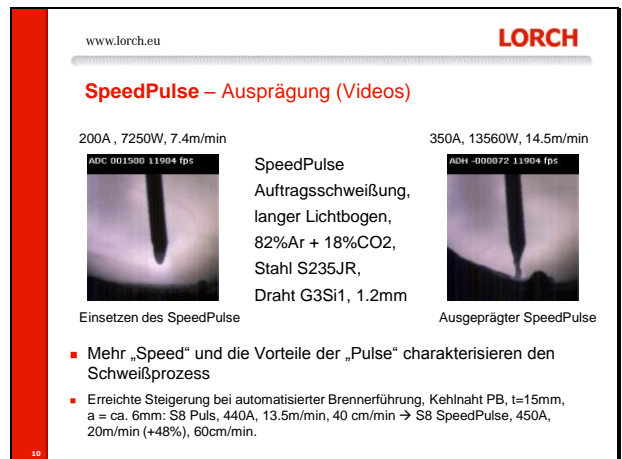 www.lorch.eu
LORCH
SpeedPulse – Ausprägung (Videos)
200A , 7250W, 7.4m/min
350A, 13560W, 14.5m/min
ADC 001500 11904 fps
SpeedPulse
Auftragsschweißung,
langer Lichtbogen,
82%Ar + 18%CO2,
Stahl S235JR,
Draht G3Si1, 1.2mm
ADH -000072 11904 fps
Einsetzen des SpeedPulse
Ausgeprägter SpeedPulse
Mehr „Speed“ und die Vorteile der „Pulse“ charakterisieren den
Schweißprozess
Erreichte Steigerung bei automatisierter Brennerführung, Kehlnaht PB, t=15mm,
a = ca. 6mm: S8 Puls, 440A, 13.5m/min, 40 cm/min → S8 SpeedPulse, 450A,
20m/min (+48%), 60cm/min.
10